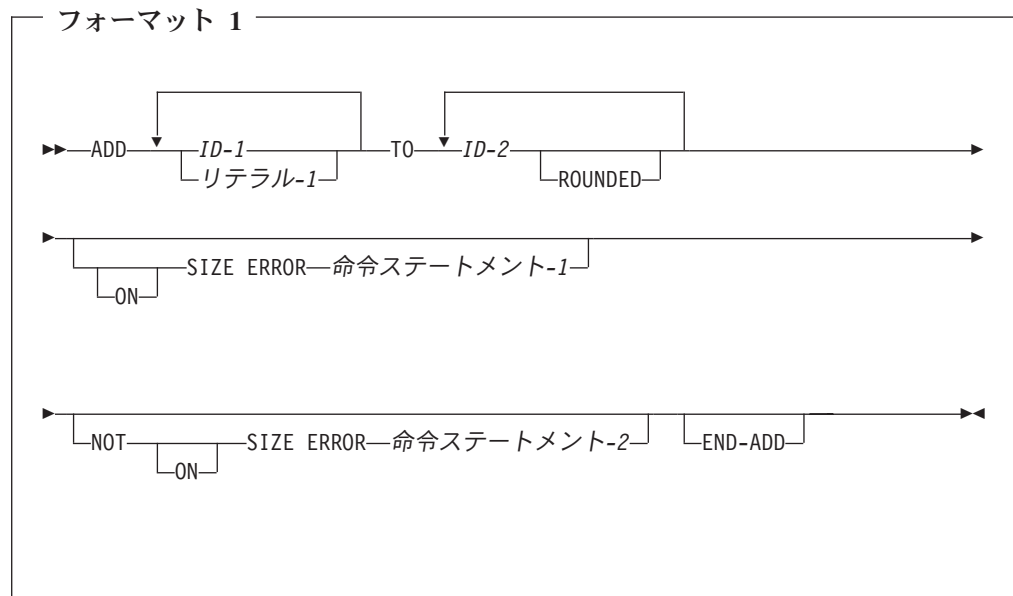 フォーマット 1
ADD ID-1 TO ID-2
リテラル-1 ROUNDED
SIZE ERROR 命令ステートメント-1
ON
NOT SIZE ERROR 命令ステートメント-2 END-ADD
ON